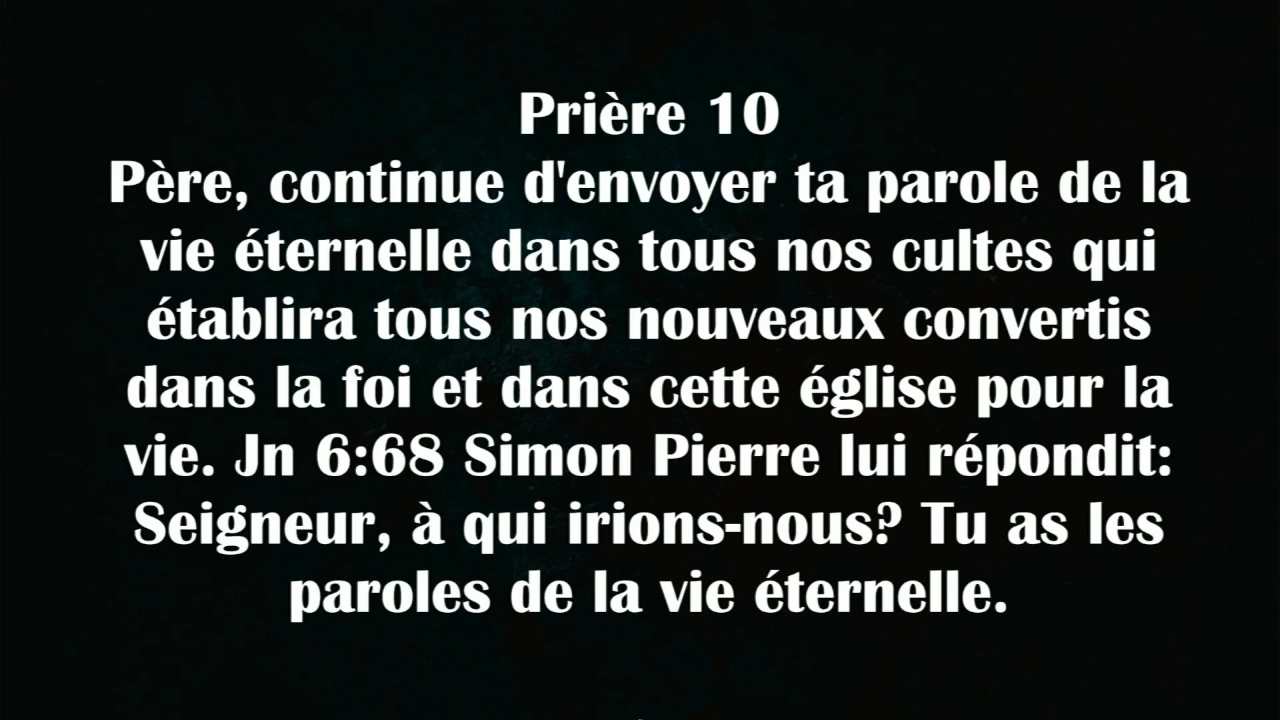 Prière 10
Père, continue d'envoyer ta parole de la
vie éternelle dans tous nos cultes qui
établira tous nos nouveaux convertis
dans la foi et dans cette église pour la
vie. Jn 6:68 Simon Pierre lui répondit:
Seigneur, à qui irions-nous? Tu as les
paroles de la vie éternelle.